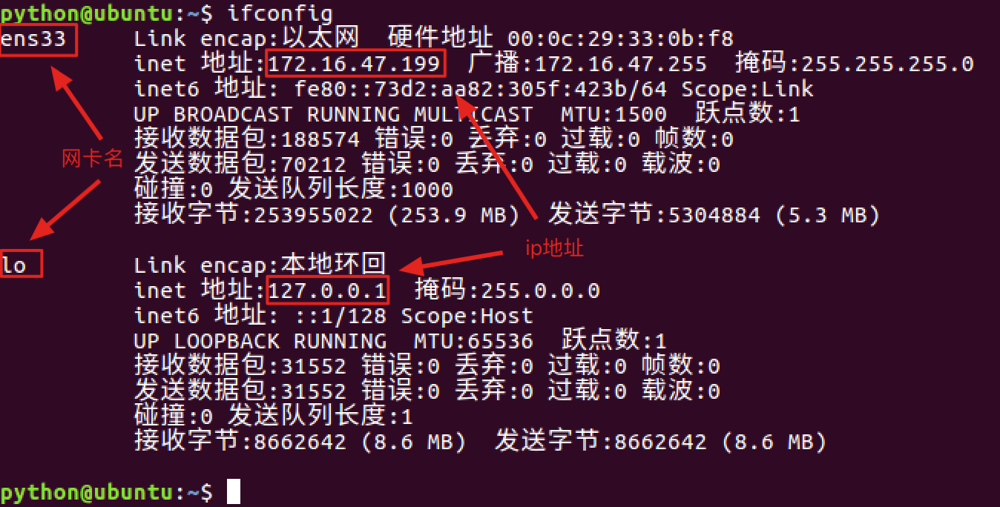 python@ubuntu:~$ ifconfig
ens33 Link encap:以太网 硬件地址 00:0c:29:33:0b:f8
inet 地址:172.16.47.199 广播:172.16.47.255 掩码:255.255.255.0
inet6 地址: fe80::73d2:aa82:305f:423b/64 Scope:Link
UP BROADCAST RUNNING MULTICAST MTU:1500 跃点数:1
接收数据包:188574 错误:0 丢弃:0 过载:0 帧数:0
网卡名
发送数据包:70212 错误:0 丢弃:0 过载:0 载波:0
碰撞:0 发送队列长度:1000
接收字节:253955022 (253.9 MB) 发送字节:5304884 (5.3 MB)
ip地址
lo Link encap:本地环回
inet 地址:127.0.0.1 掩码:255.0.0.0
inet6 地址: ::1/128 Scope:Host
UP LOOPBACK RUNNING MTU:65536 跃点数:1
接收数据包:31552 错误:0 丢弃:0 过载:0 帧数:0
发送数据包:31552 错误:0 丢弃:0 过载:0 载波:0
碰撞:0 发送队列长度:1
接收字节:8662642 (8.6 MB) 发送字节:8662642 (8.6 MB)
python@ubuntu:~$